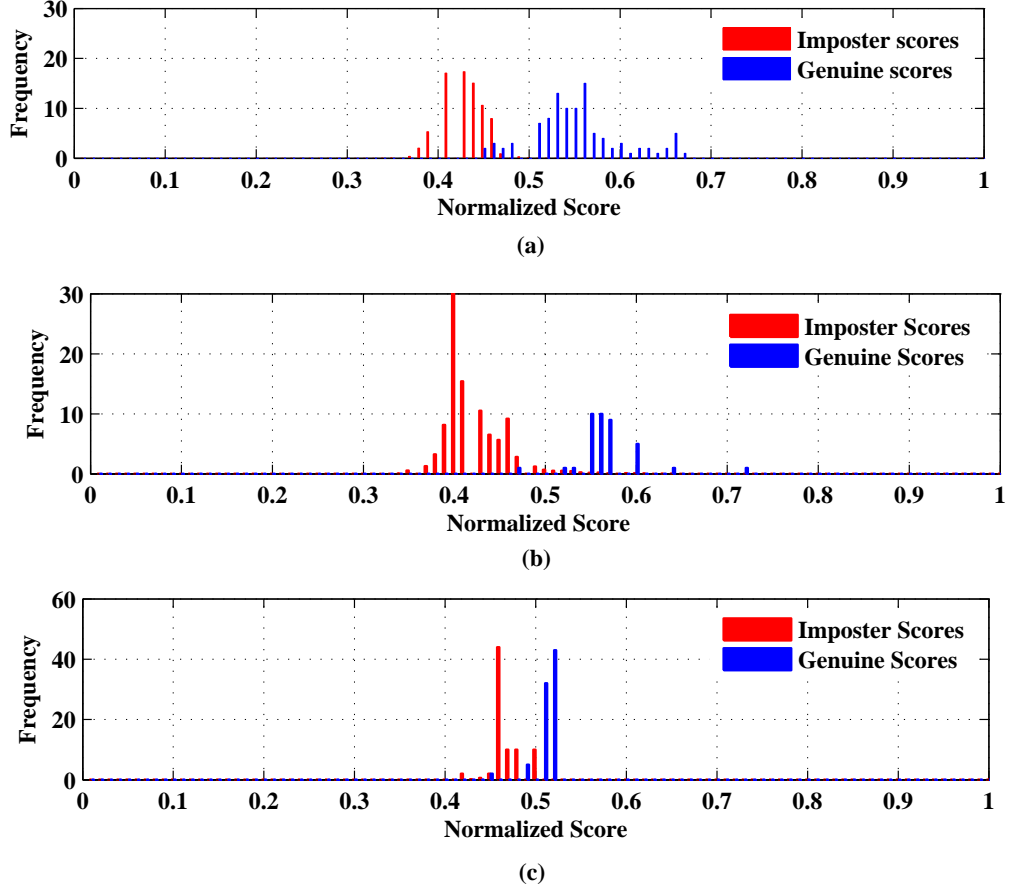 30
20
10
0
Frequency
Imposter scores
Genuine scores
0 0.1 0.2 0.3 0.4 0.5 0.6 0.7 0.8 0.9 1
Normalized Score
(a)
30
20
10
0
Frequency
Imposter Scores
Genuine Scores
0 0.1 0.2 0.3 0.4 0.5 0.6 0.7 0.8 0.9 1
Normalized Score
(b)
60
40
20
0
Frequency
Imposter Scores
Genuine Scores
0 0.1 0.2 0.3 0.4 0.5 0.6 0.7 0.8 0.9 1
Normalized Score
(c)